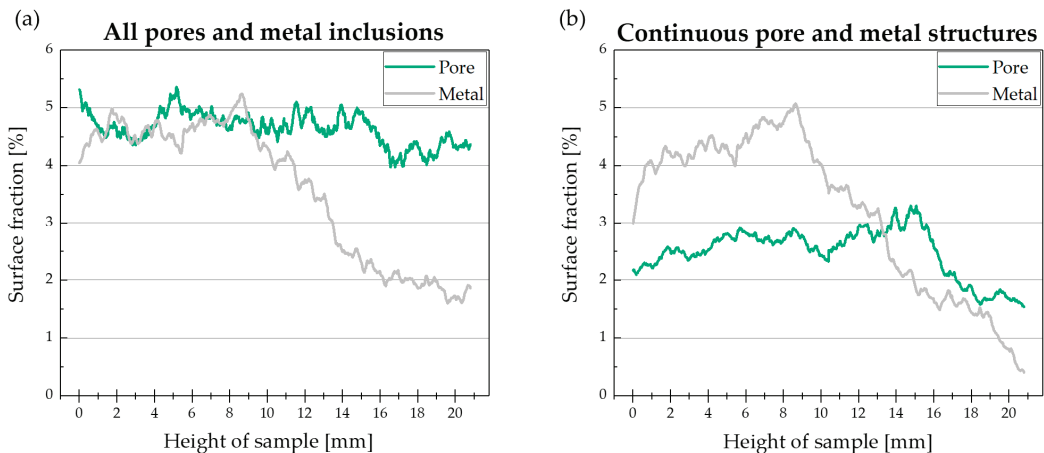 (a)
All pores and metal inclusions
Pore
Metal
Surface fraction [%]
6
5
4
3
2
1
0
0 2 4 6 8 10 12 14 16 18 20
Height of sample [mm]
(b)
Continuous pore and metal structures
Pore
Metal
Surface fraction [%]
6
5
4
3
2
1
0
0 2 4 6 8 10 12 14 16 18 20
Height of sample [mm]